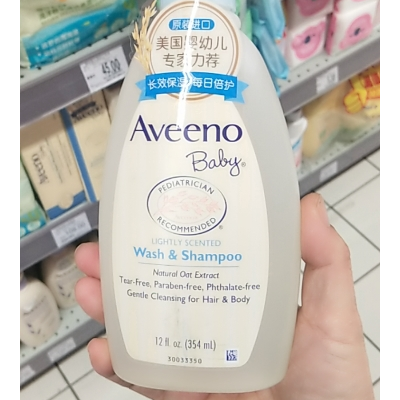 原装进口
美国婴幼儿
专家力荐
长效保湿 每日倍护
Aveeno
Baby®
PEDIATRICIAN
RECOMMENDED
LIGHTLY SCENTED
Wash & Shampoo
Natural Oat Extract
Tear-Free, Paraben-free, Phthalate-free
Gentle Cleansing for Hair & Body
12 fl. oz. (354 mL)
30033350
45.00
Aveeno